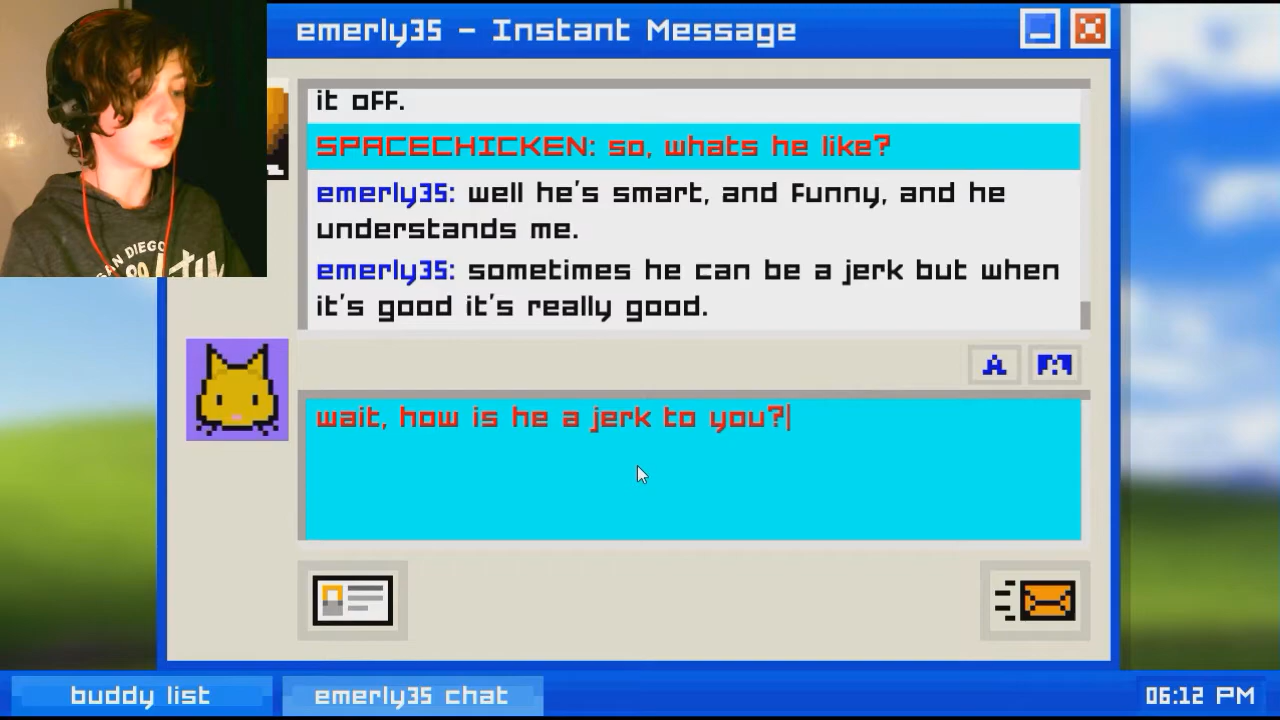 emerly35 - Instant Message
it off.
SPACECHICKEN: so, whats he like?
emerly35: well he's smart, and funny, and he
understands me.
emerly35: sometimes he can be a jerk but when
it's good it's really good.
A
wait, how is he a jerk to you?
SAN DIEGO
buddy list
emerly35 chat
06:12 PM